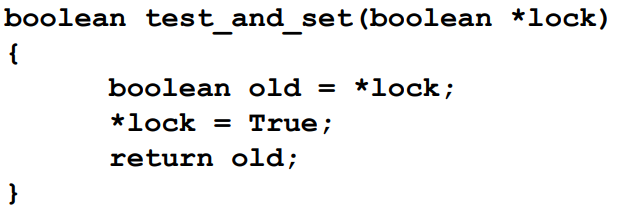 boolean test_and_set(boolean *lock)
{
boolean old = *lock;
*lock = True;
return old;
}